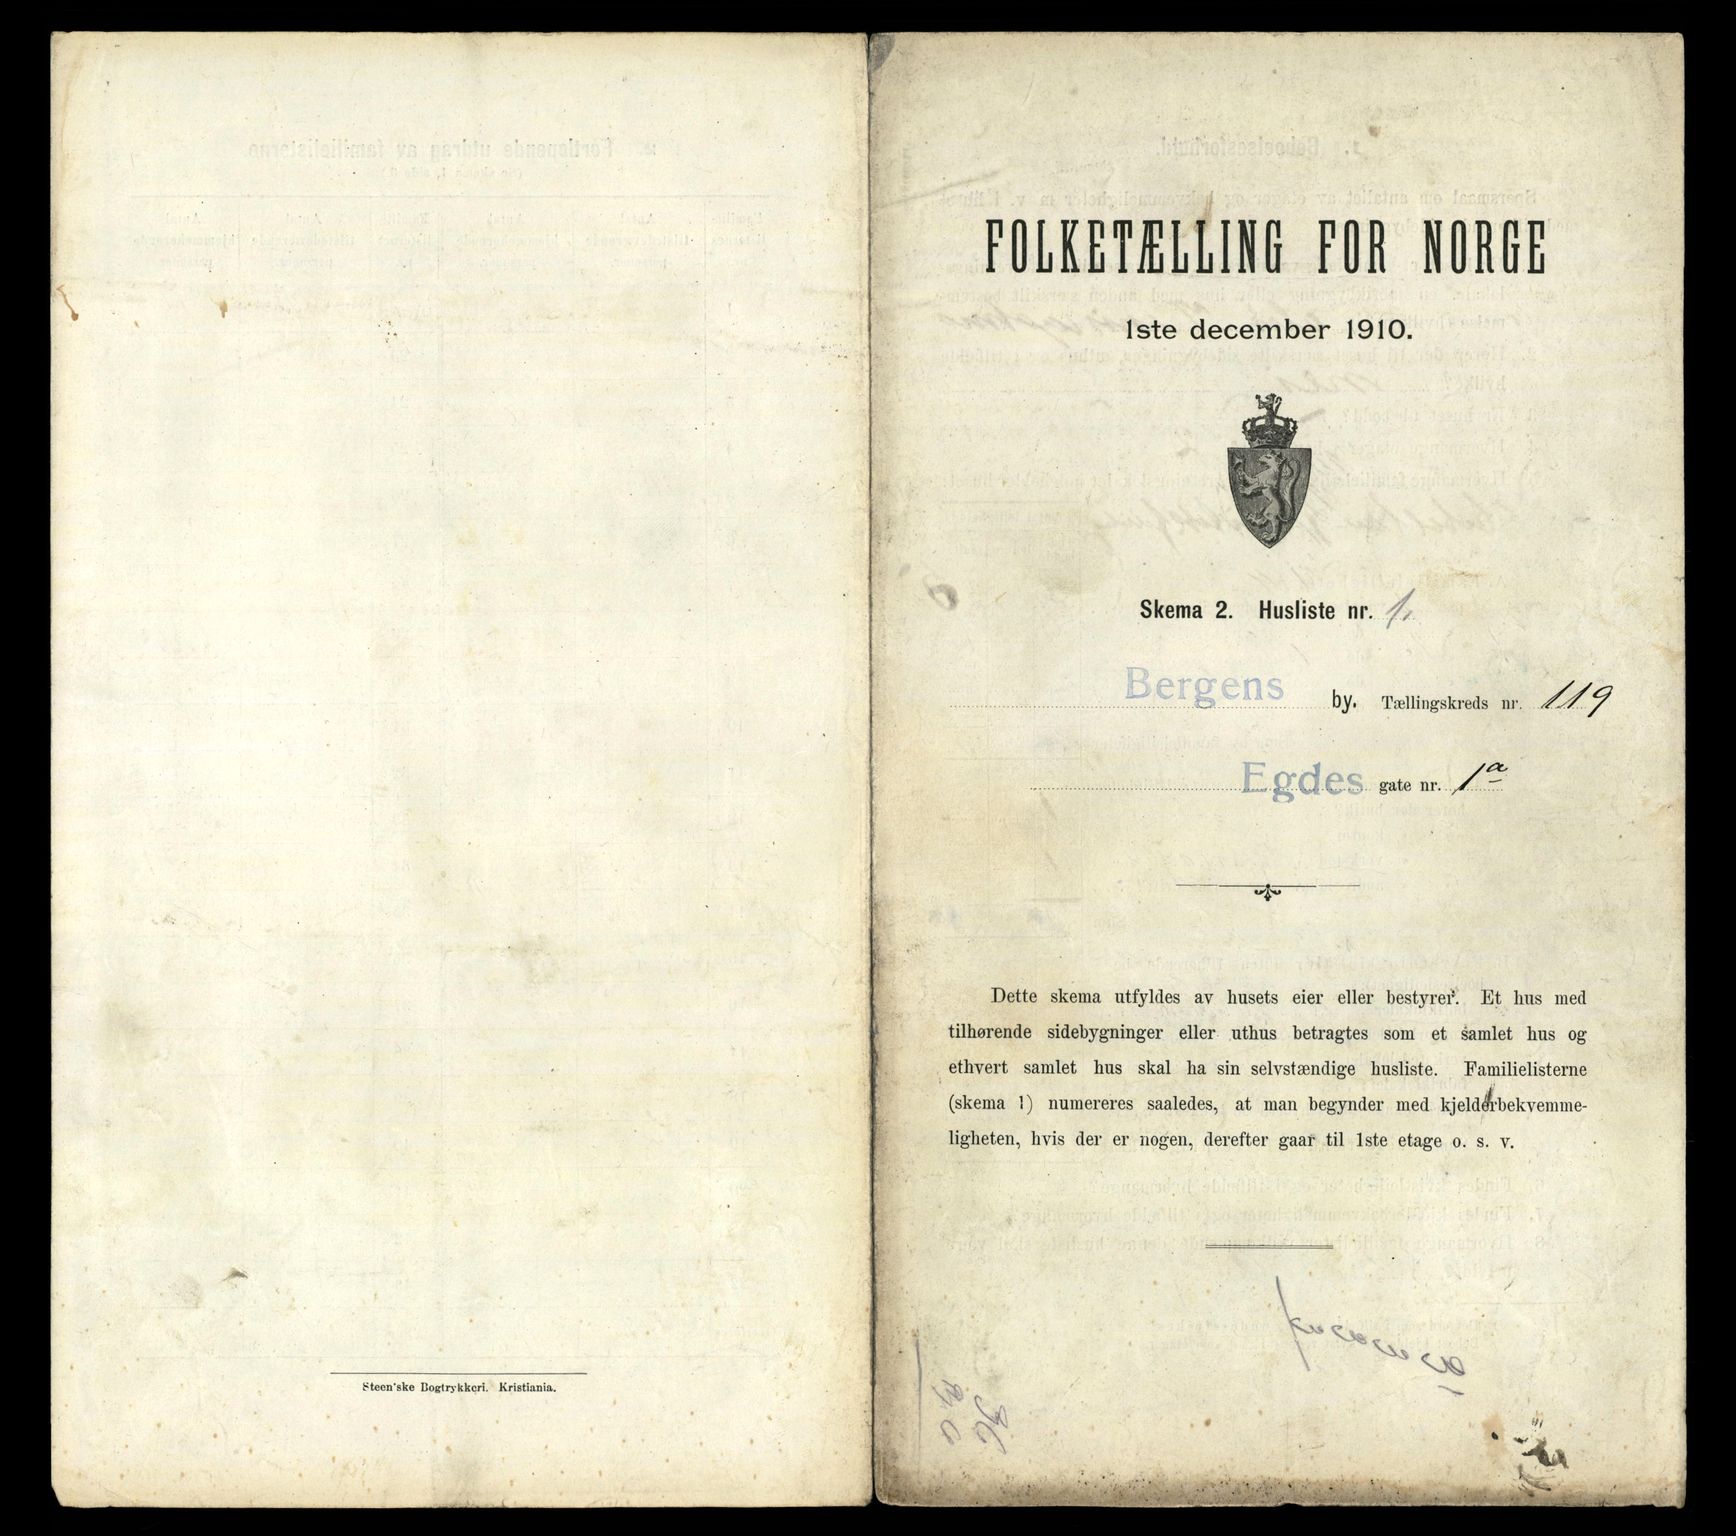 Steen'ske Bogtrykkeri. Kristiania.
FOLKETÆLLING FOR NORGE
1ste december 1910.
Skema 2. Husliste nr. 1.
Bergens by. Tællingskreds nr. 119
Egdes gate nr. 1a
Dette skema utfyldes av husets eier eller bestyrer. Et hus med
tilhørende sidebygninger eller uthus betragtes som et samlet hus og
ethvert samlet hus skal ha sin selvstændige husliste. Familielisterne
(skema 1) numereres saaledes, at man begynder med kjelderbekvemme-
ligheten, hvis der er nogen, derefter gaar til 1ste etage o. s. v.